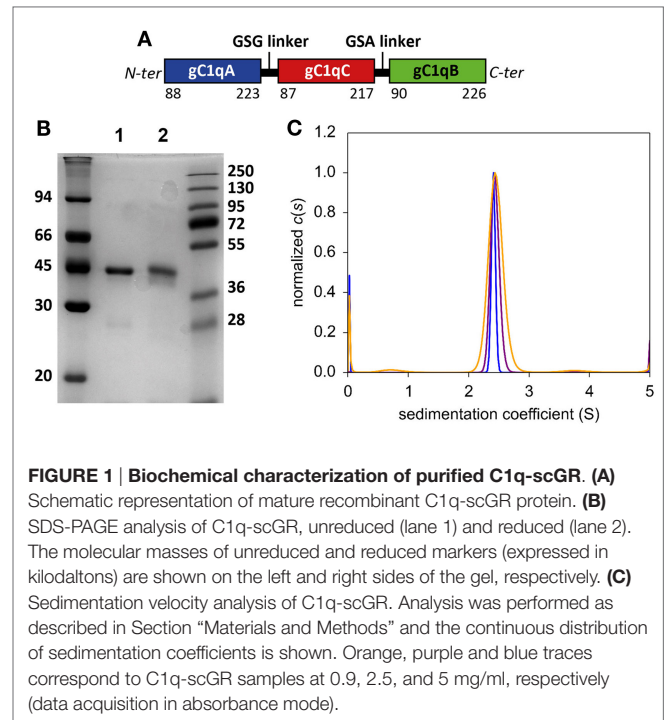 A
GSG linker GSA linker
N-ter gC1qA gC1qC gC1qB C-ter
88 223 87 217 90 226
B
1 2
94
66
45
30
20
250
130
95
72
55
36
28
C
1.2
1.0
0.8
0.6
0.4
0.2
0.0
normalized c(s)
0 1 2 3 4 5
sedimentation coefficient (S)
FIGURE 1 | Biochemical characterization of purified C1q-scGR. (A)
Schematic representation of mature recombinant C1q-scGR protein. (B)
SDS-PAGE analysis of C1q-scGR, unreduced (lane 1) and reduced (lane 2).
The molecular masses of unreduced and reduced markers (expressed in
kilodaltons) are shown on the left and right sides of the gel, respectively. (C)
Sedimentation velocity analysis of C1q-scGR. Analysis was performed as
described in Section “Materials and Methods” and the continuous distribution
of sedimentation coefficients is shown. Orange, purple and blue traces
correspond to C1q-scGR samples at 0.9, 2.5, and 5 mg/ml, respectively
(data acquisition in absorbance mode).